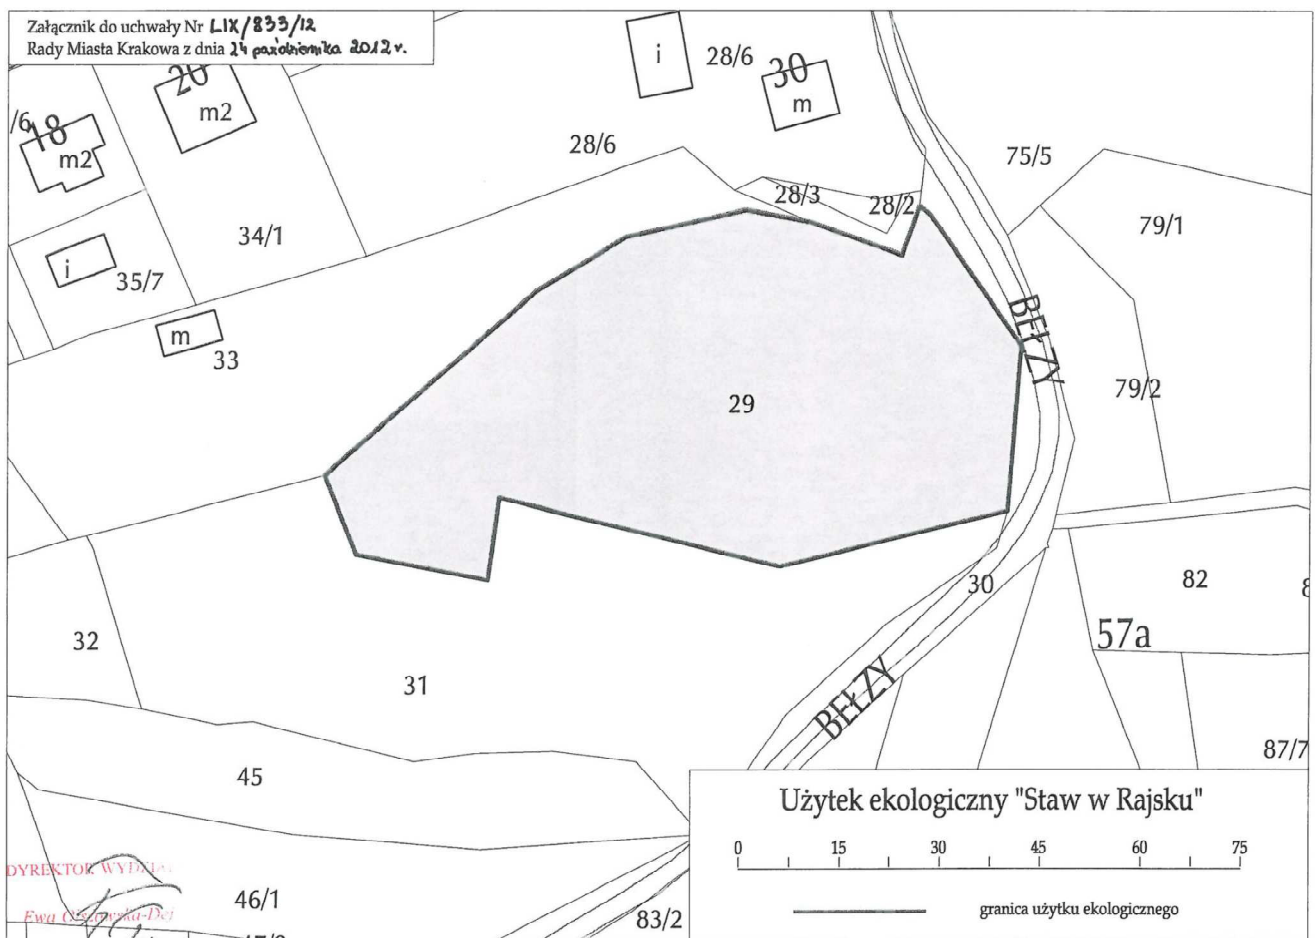 Załącznik do uchwały Nr LIX/833/12
Rady Miasta Krakowa z dnia 24 października 2012 r.
20
m2
/6
18
m2
i
28/6
30
m
28/6
75/5
28/3
28/2
79/1
34/1
i
35/7
m
33
BEŁZY
29
79/2
30
82
57a
32
31
BEŁZY
87/7
45
Użytek ekologiczny "Staw w Rajsku"
0 15 30 45 60 75
granica użytku ekologicznego
DYREKTOR
46/1
Ewa
83/2